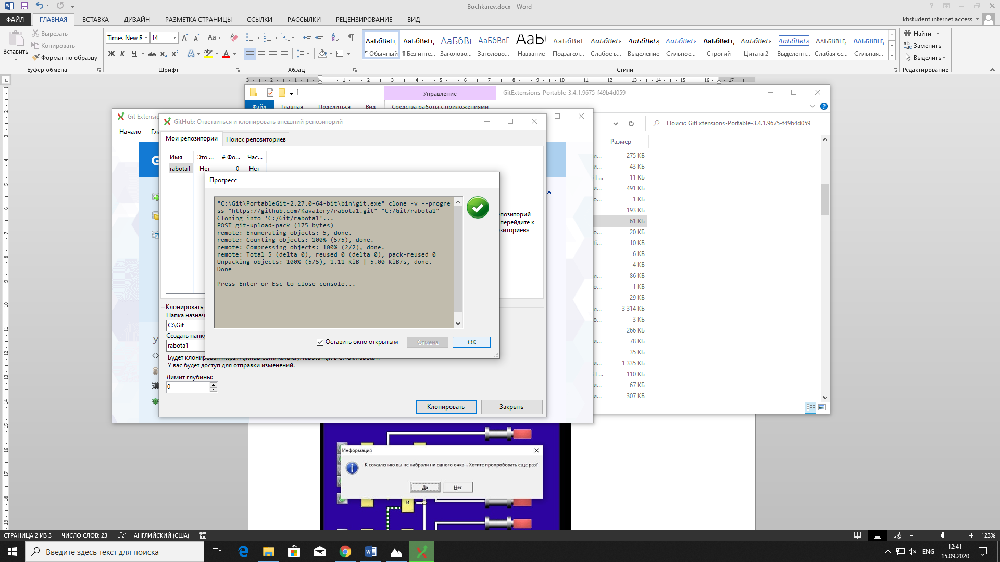 Bochkarev.docx - Word
ФАЙЛ ГЛАВНАЯ ВСТАВКА ДИЗАЙН РАЗМЕТКА СТРАНИЦЫ ССЫЛКИ РАССЫЛКИ РЕЦЕНЗИРОВАНИЕ ВИД kbstudent internet access
Вставить
Вырезать
Копировать
Формат по образцу
Буфер обмена
Times New R 14
Шрифт
Абзац
АаБбВвГг, АаБбВвГг, АаБбВв АаБбВвГ АаБбВвГ АаБбВвГг АаБбВвГг АаБбВвГг АаБбВвГг, АаБбВвГг АаБбВвГг
¶ Обычный ¶ Без инте... Заголово... Заголово... Название Подзагол... Слабое в... Выделение Сильное... Строгий Цитата 2 Выделенн... Слабая сс... Сильная...
Стили
Найти
Заменить
Выделить
Редактирование
Управление GitExtensions-Portable-3.4.1.9675-f49b4d059
Файл Главная Поделиться Вид Средства работы с приложениями
Поиск: GitExtensions-Portable-3.4.1.9675-f49b4d059
Размер
275 КБ
43 КБ
11 КБ
491 КБ
1 КБ
193 КБ
61 КБ
20 КБ
10 КБ
6 КБ
4 КБ
86 КБ
1 КБ
29 КБ
3 314 КБ
3 КБ
266 КБ
78 КБ
35 КБ
1 335 КБ
110 КБ
67 КБ
307 КБ
Git Extensio
Начало Гл
GitHub: Ответвиться и клонировать внешний репозиторий
Мои репозитории Поиск репозиториев
Имя Это ... # Фо... Час...
rabota1 Нет 0 Нет
позиторий
перейдите к
зиториев»
Прогресс
"C:\Git\PortableGit-2.27.0-64-bit\bin\git.exe" clone -v --progre
ss "https://github.com/Kavalery/rabota1.git" "C:/Git/rabota1"
Cloning into 'C:/Git/rabota1'...
POST git-upload-pack (175 bytes)
remote: Enumerating objects: 5, done.
remote: Counting objects: 100% (5/5), done.
remote: Compressing objects: 100% (2/2), done.
remote: Total 5 (delta 0), reused 0 (delta 0), pack-reused 0
Unpacking objects: 100% (5/5), 1.11 KiB | 5.00 KiB/s, done.
Done
Press Enter or Esc to close console...
Оставить окно открытым Отмена OK
Клонировать
Папка назнач
C:\Git
Создать папку
rabota1
Будет клонирован https://github.com/Kavalery/rabota1.git в C:\Git\rabota1.
У вас будет доступ для отправки изменений.
Лимит глубины:
0
Клонировать Закрыть
Информация
К сожалению вы не набрали ни одного очка... Хотите пропробовать еще раз?
Да Нет
И
СТРАНИЦА 2 ИЗ 3 ЧИСЛО СЛОВ: 23 АНГЛИЙСКИЙ (США) 123%
Введите здесь текст для поиска
ENG
12:41
15.09.2020